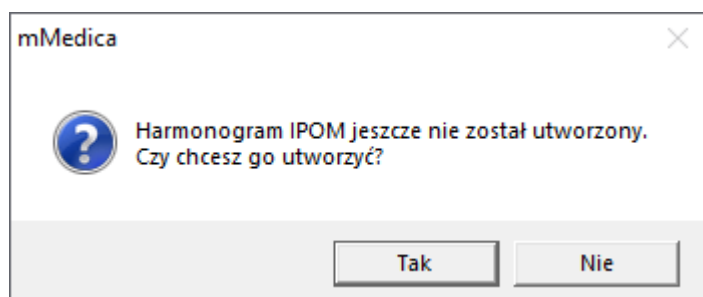 mMedica
Harmonogram IPOM jeszcze nie został utworzony.
Czy chcesz go utworzyć?
Tak
Nie